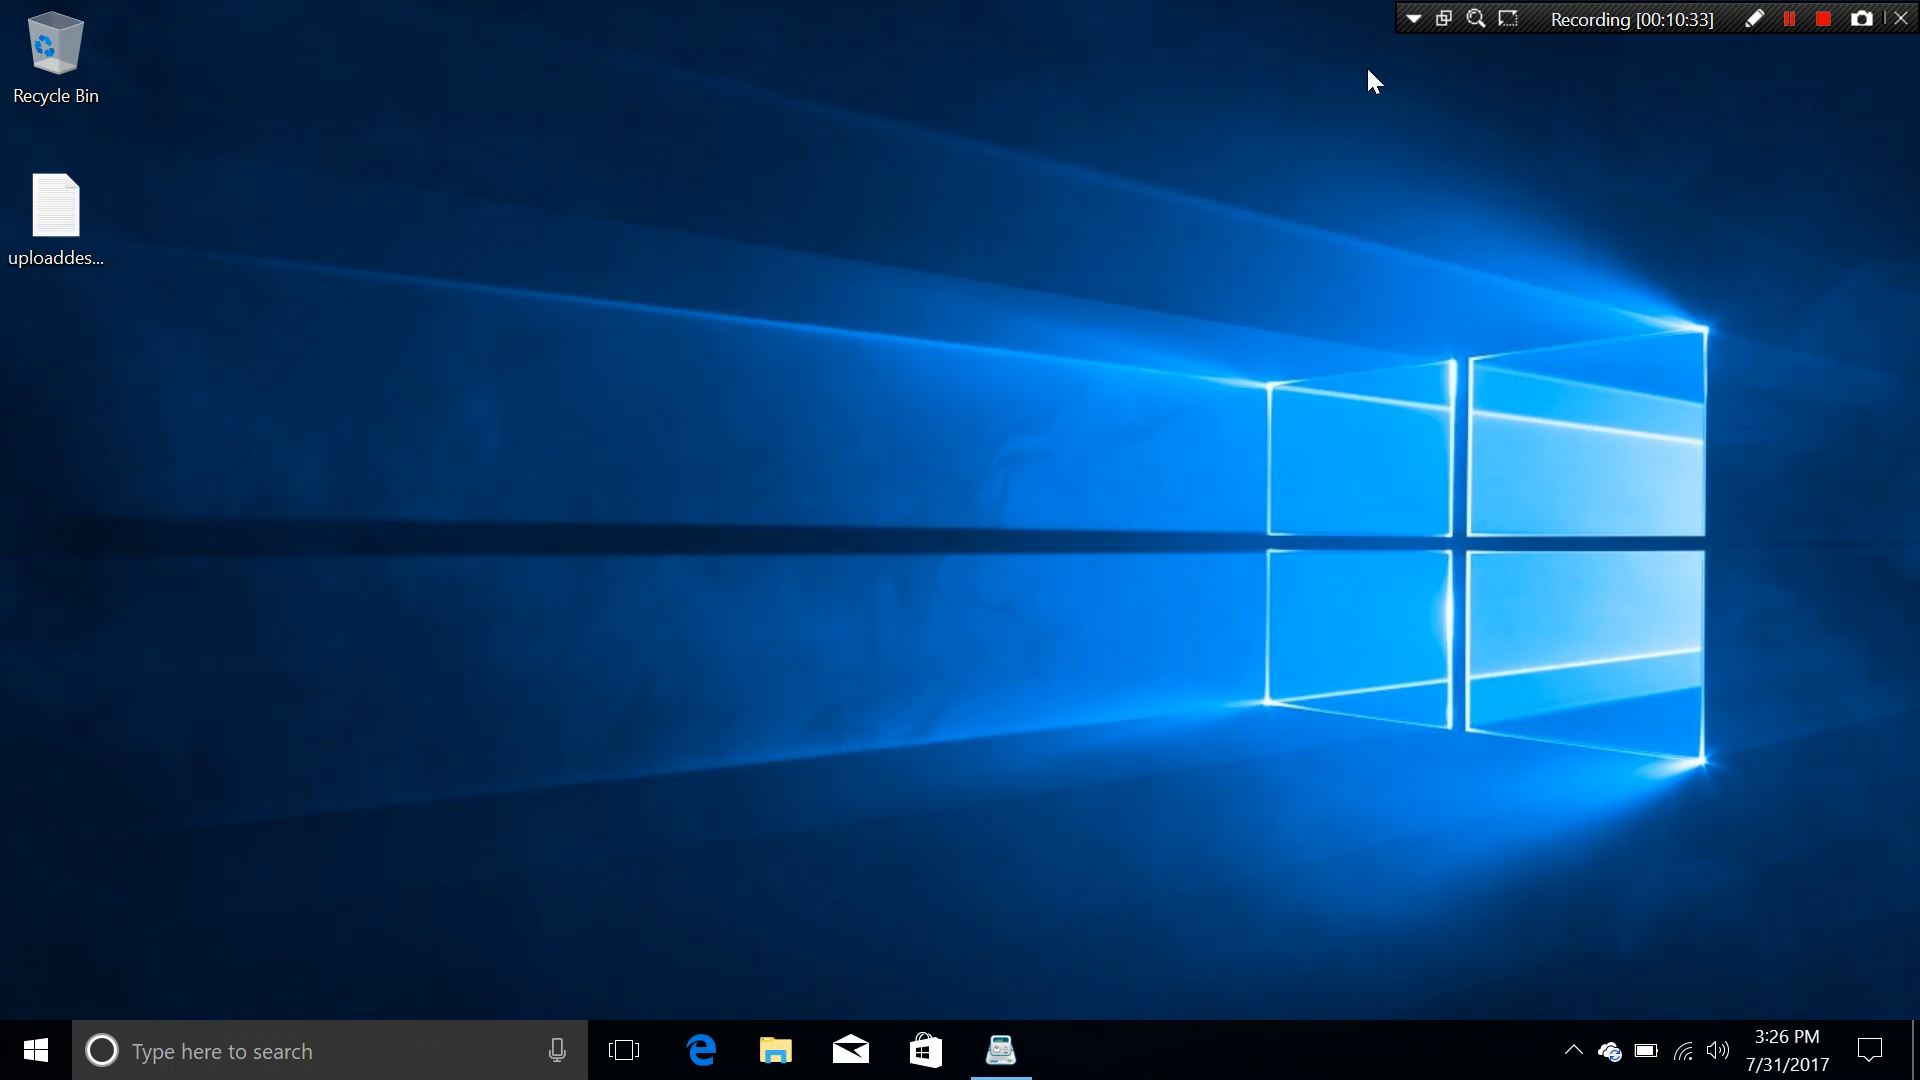 Recording [00:10:33]
Recycle Bin
uploaddes...
Type here to search
3:26 PM
7/31/2017